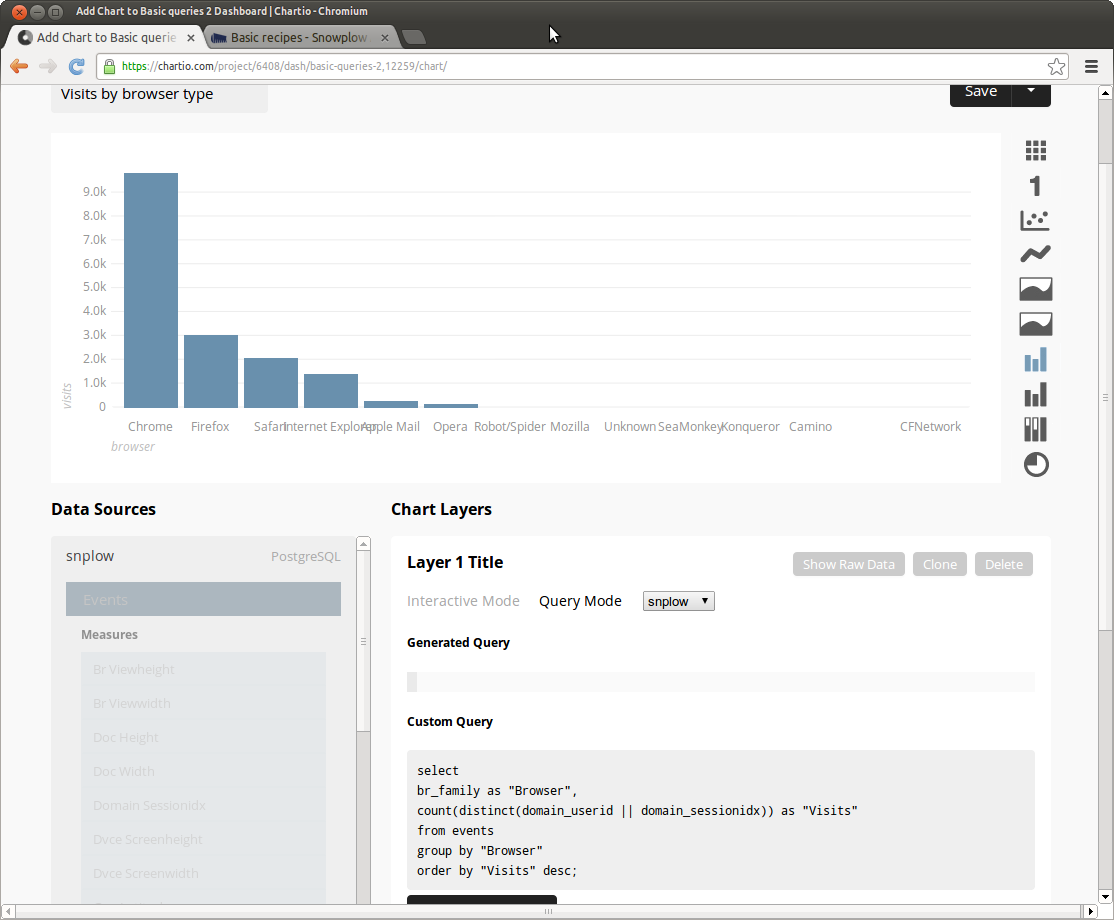 Add Chart to Basic queries 2 Dashboard | Chartio - Chromium
Add Chart to Basic querie
Basic recipes - Snowplow
https://chartio.com/project/6408/dash/basic-queries-2,12259/chart/
Visits by browser type
Save
9.0k
8.0k
7.0k
6.0k
5.0k
4.0k
3.0k
2.0k
1.0k
0
visits
Chrome Firefox Safari Internet Explorer Apple Mail Opera Robot/Spider Mozilla Unknown SeaMonkey Konqueror Camino CFNetwork
browser
1
Data Sources
snplow PostgreSQL
Events
Measures
Br Viewheight
Br Viewwidth
Doc Height
Doc Width
Domain Sessionidx
Dvce Screenheight
Dvce Screenwidth
Chart Layers
Layer 1 Title Show Raw Data Clone Delete
Interactive Mode Query Mode snplow
Generated Query
Custom Query
select
br_family as "Browser",
count(distinct(domain_userid || domain_sessionidx)) as "Visits"
from events
group by "Browser"
order by "Visits" desc;